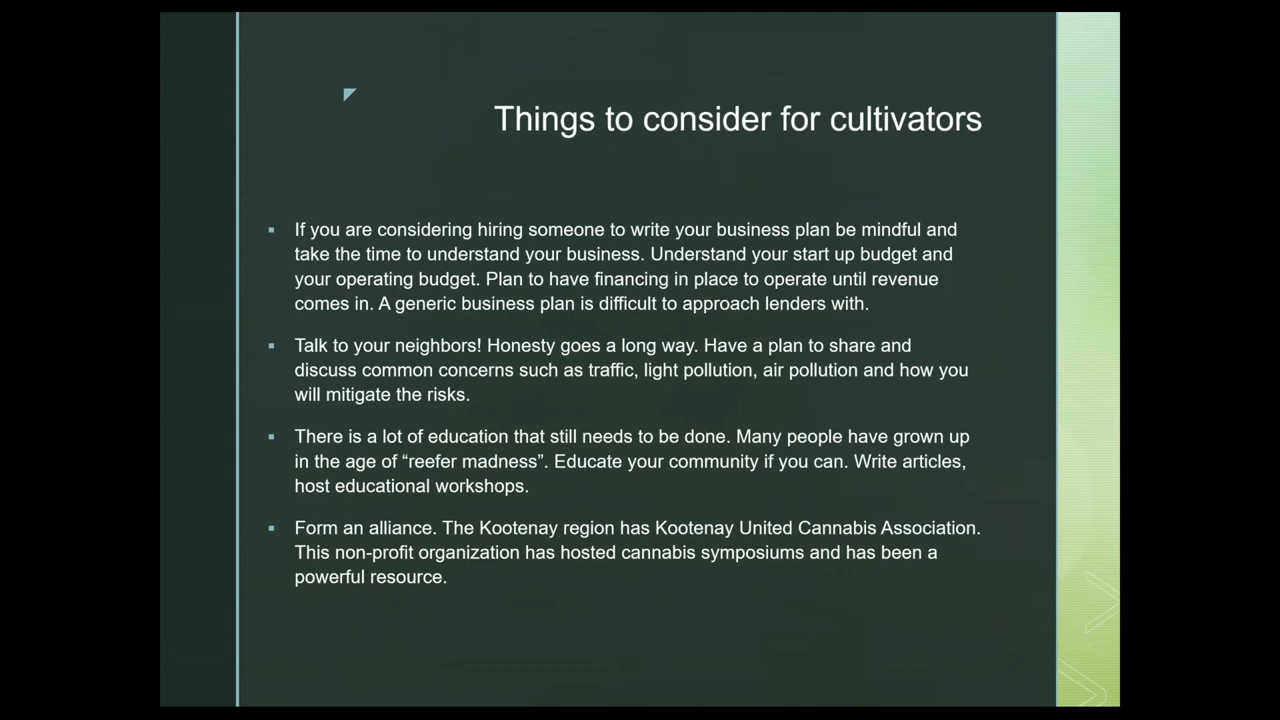 Things to consider for cultivators
If you are considering hiring someone to write your business plan be mindful and
take the time to understand your business. Understand your start up budget and
your operating budget. Plan to have financing in place to operate until revenue
comes in. A generic business plan is difficult to approach lenders with.
Talk to your neighbors! Honesty goes a long way. Have a plan to share and
discuss common concerns such as traffic, light pollution, air pollution and how you
will mitigate the risks.
There is a lot of education that still needs to be done. Many people have grown up
in the age of “reefer madness”. Educate your community if you can. Write articles,
host educational workshops.
Form an alliance. The Kootenay region has Kootenay United Cannabis Association.
This non-profit organization has hosted cannabis symposiums and has been a
powerful resource.